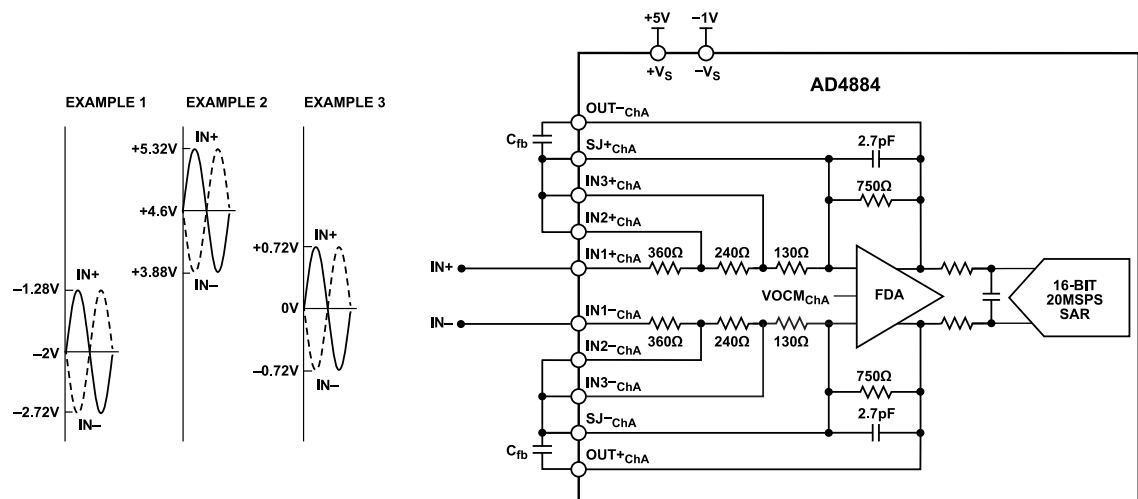 EXAMPLE 1
EXAMPLE 2
EXAMPLE 3
IN+
–1.28V
–2V
–2.72V
IN–
IN+
+5.32V
+4.6V
+3.88V
IN–
IN+
+0.72V
0V
–0.72V
IN–
+5V
–1V
+VS
–VS
AD4884
OUT–ChA
Cfb
SJ+ChA
2.7pF
IN3+ChA
750Ω
IN2+ChA
IN+
IN1+ChA
360Ω
240Ω
130Ω
VOCMChA
FDA
16-BIT
20MSPS
SAR
IN–
IN1–ChA
360Ω
240Ω
130Ω
IN2–ChA
IN3–ChA
750Ω
SJ–ChA
2.7pF
Cfb
OUT+ChA